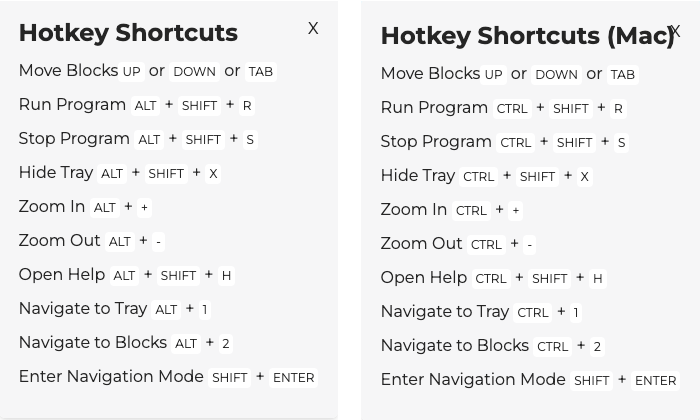 Hotkey Shortcuts X
Move Blocks UP or DOWN or TAB
Run Program ALT + SHIFT + R
Stop Program ALT + SHIFT + S
Hide Tray ALT + SHIFT + X
Zoom In ALT + +
Zoom Out ALT + -
Open Help ALT + SHIFT + H
Navigate to Tray ALT + 1
Navigate to Blocks ALT + 2
Enter Navigation Mode SHIFT + ENTER
Hotkey Shortcuts (Mac) X
Move Blocks UP or DOWN or TAB
Run Program CTRL + SHIFT + R
Stop Program CTRL + SHIFT + S
Hide Tray CTRL + SHIFT + X
Zoom In CTRL + +
Zoom Out CTRL + -
Open Help CTRL + SHIFT + H
Navigate to Tray CTRL + 1
Navigate to Blocks CTRL + 2
Enter Navigation Mode SHIFT + ENTER